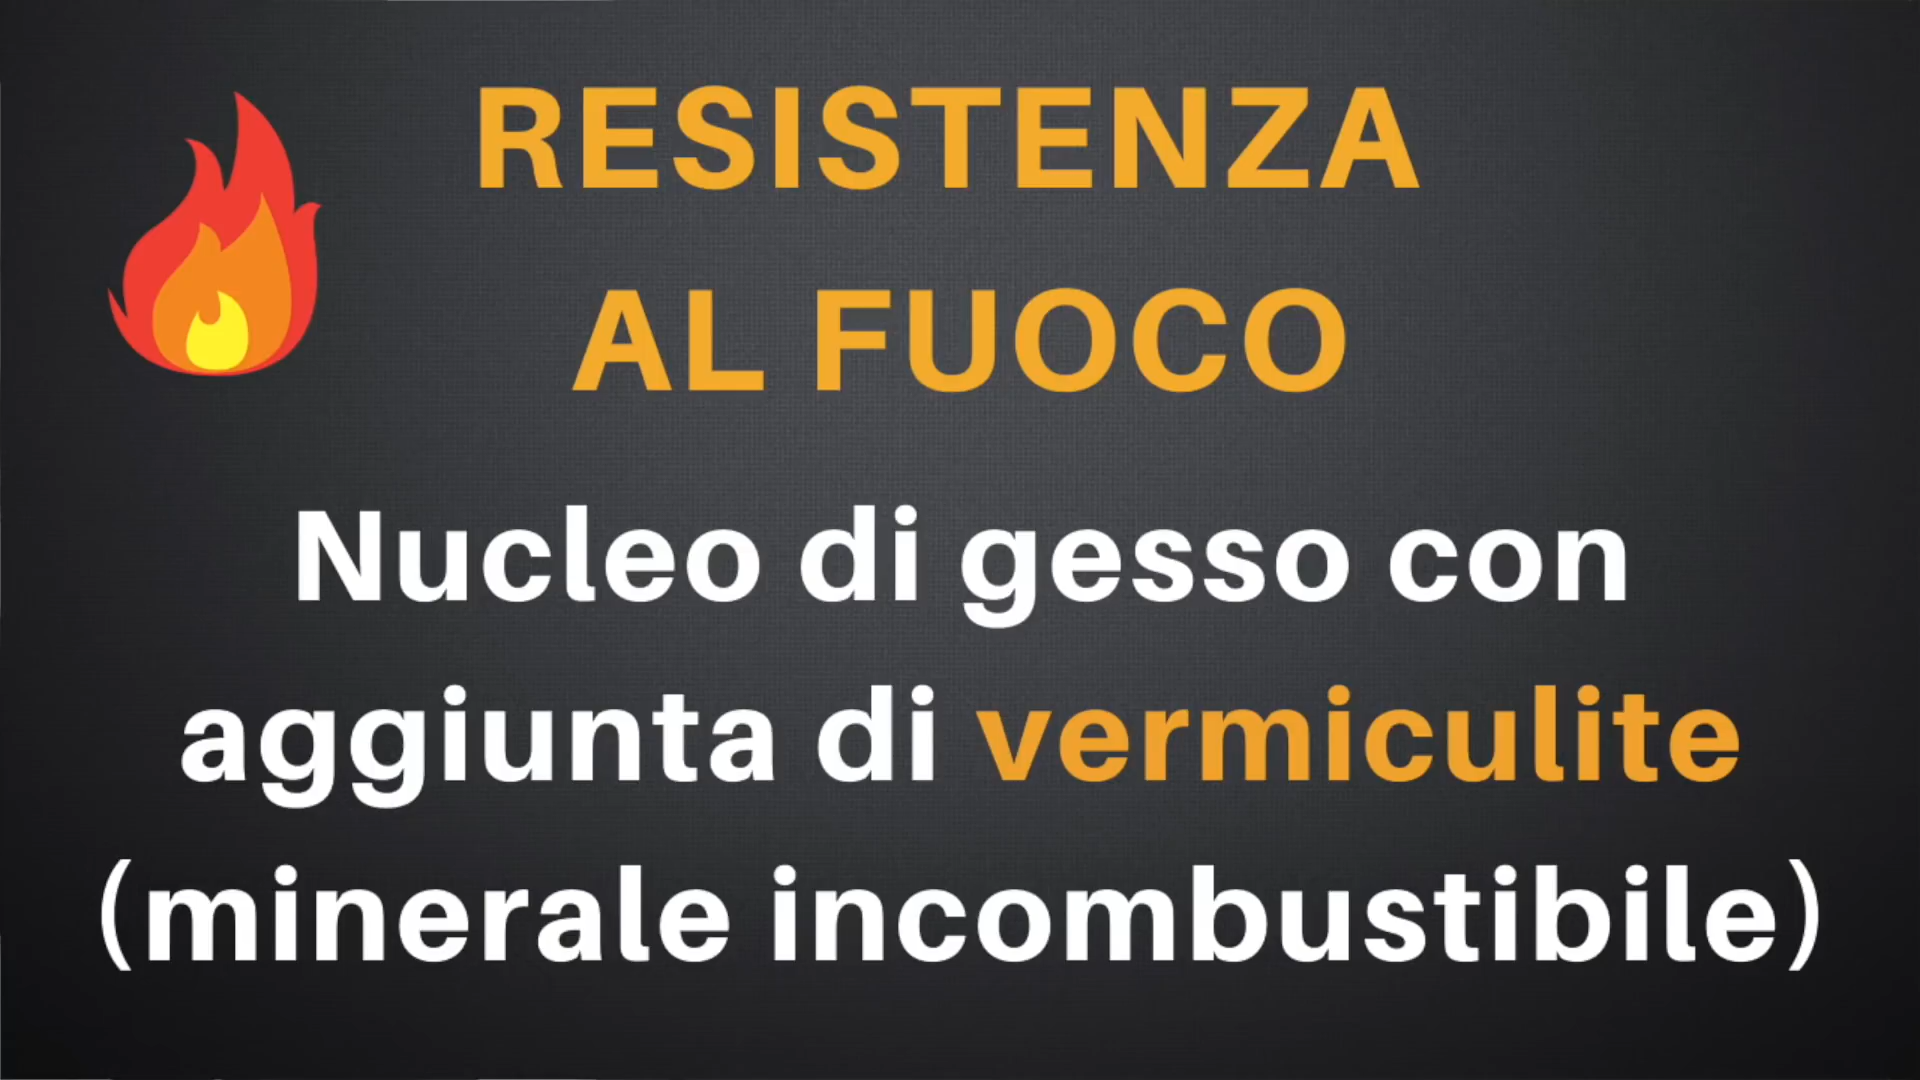 RESISTENZA
AL FUOCO
Nucleo di gesso con
aggiunta di vermiculite
(minerale incombustibile)